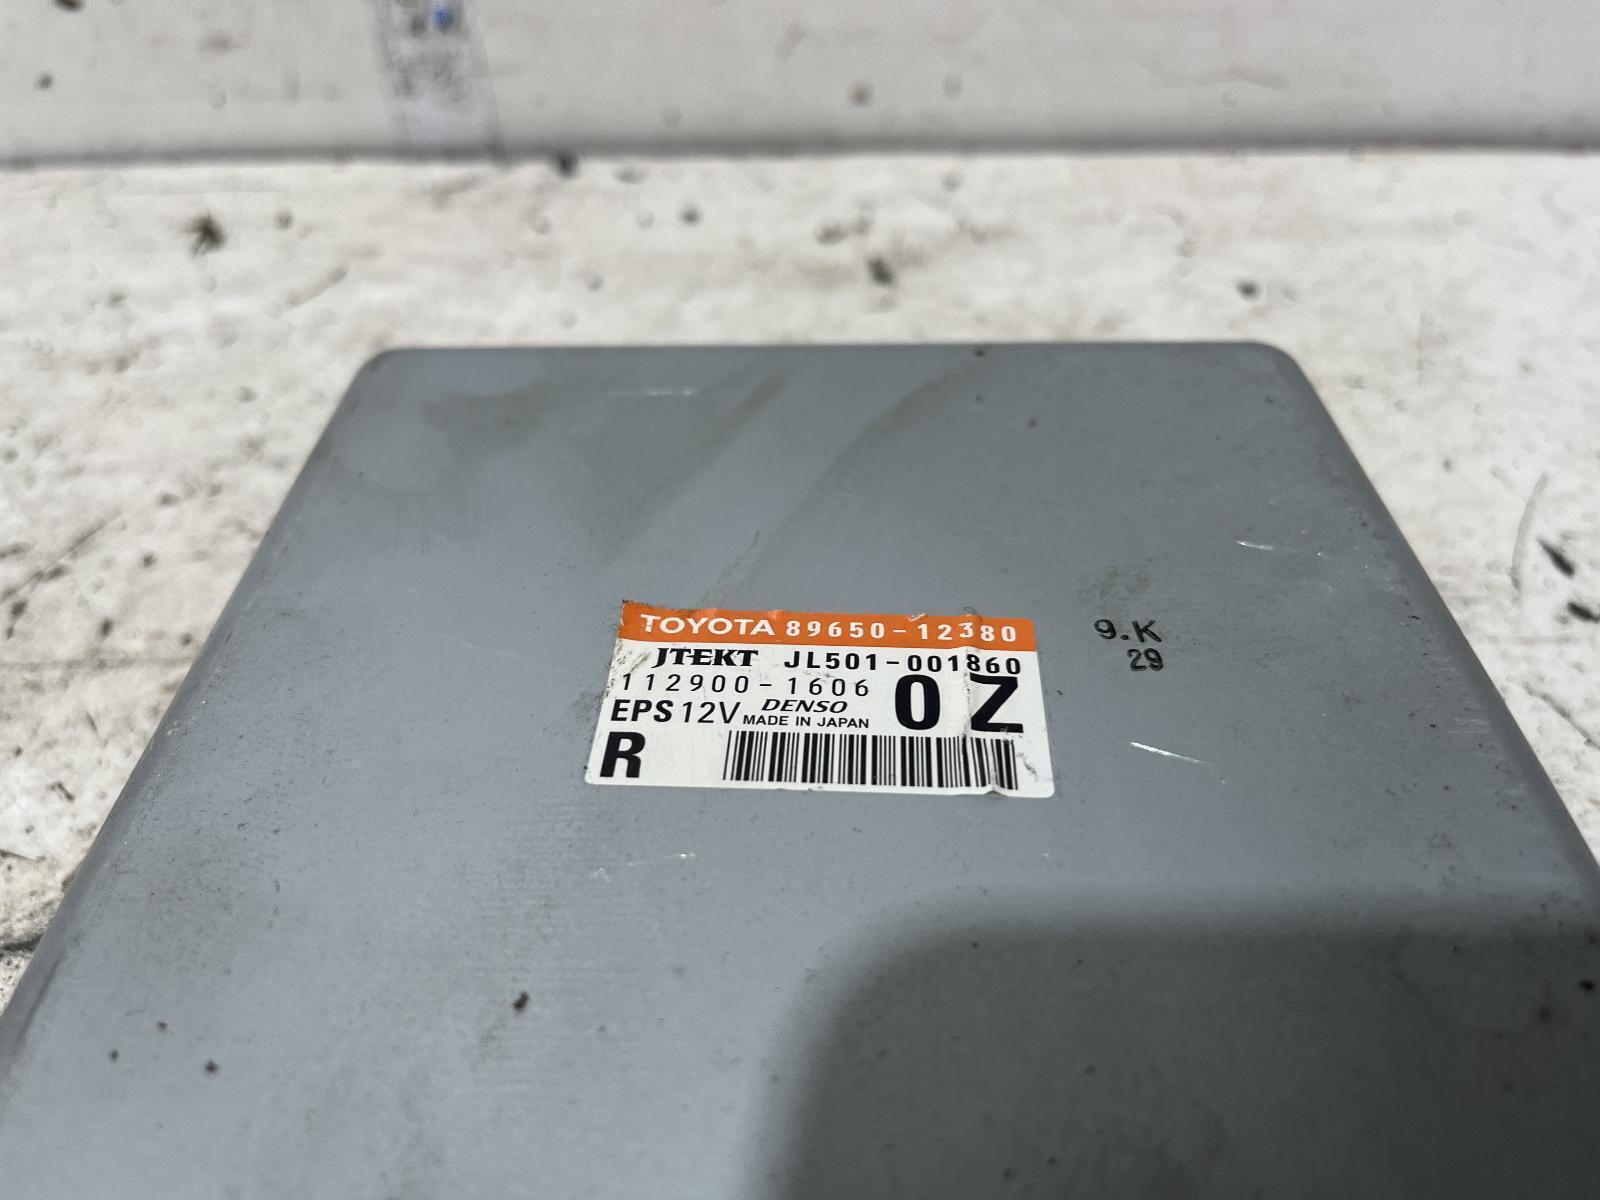 TOYOTA 89650-12380
JTEKT JL501-001860
112900-1606 0Z
EPS 12V DENSO
MADE IN JAPAN
R
9.K
29